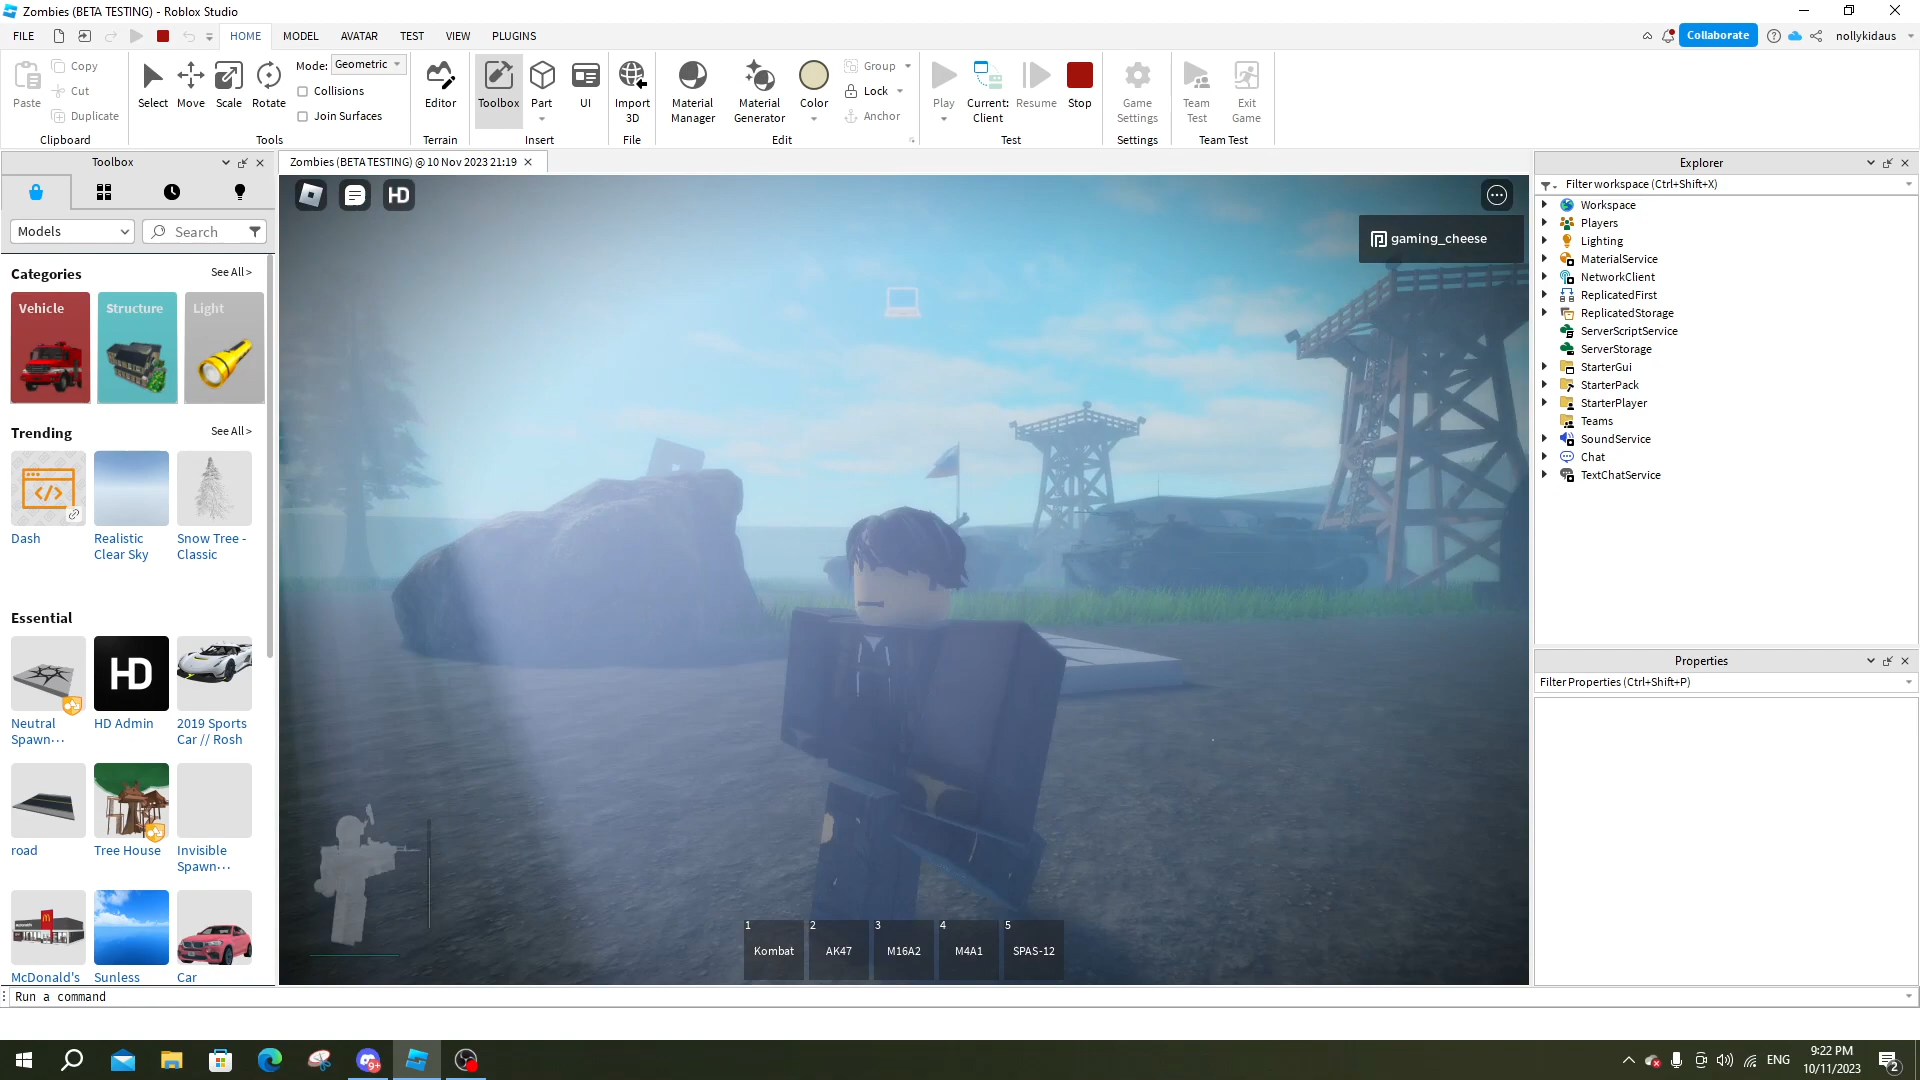 Zombies (BETA TESTING) - Roblox Studio
FILE HOME MODEL AVATAR TEST VIEW PLUGINS Collaborate nollykidaus
Paste Copy Cut Duplicate Clipboard
Select Move Scale Rotate Mode: Geometric Collisions Join Surfaces Tools
Editor Terrain
Toolbox Part UI Insert
Import 3D File
Material Manager Material Generator Color Group Lock Anchor Edit
Play Current: Client Resume Stop Test
Game Settings Settings
Team Test Exit Game Team Test
Toolbox
Models Search
Categories See All >
Vehicle Structure Light
Trending See All >
Dash
Realistic Clear Sky
Snow Tree - Classic
Essential
HD
Neutral Spawn...
HD Admin
2019 Sports Car // Rosh
road
Tree House
Invisible Spawn...
McDonald's
Sunless
Car
Zombies (BETA TESTING) @ 10 Nov 2023 21:19
HD
gaming_cheese
1 Kombat
2 AK47
3 M16A2
4 M4A1
5 SPAS-12
Explorer
Filter workspace (Ctrl+Shift+X)
Workspace
Players
Lighting
MaterialService
NetworkClient
ReplicatedFirst
ReplicatedStorage
ServerScriptService
ServerStorage
StarterGui
StarterPack
StarterPlayer
Teams
SoundService
Chat
TextChatService
Properties
Filter Properties (Ctrl+Shift+P)
Run a command
9+
ENG
9:22 PM
10/11/2023
2